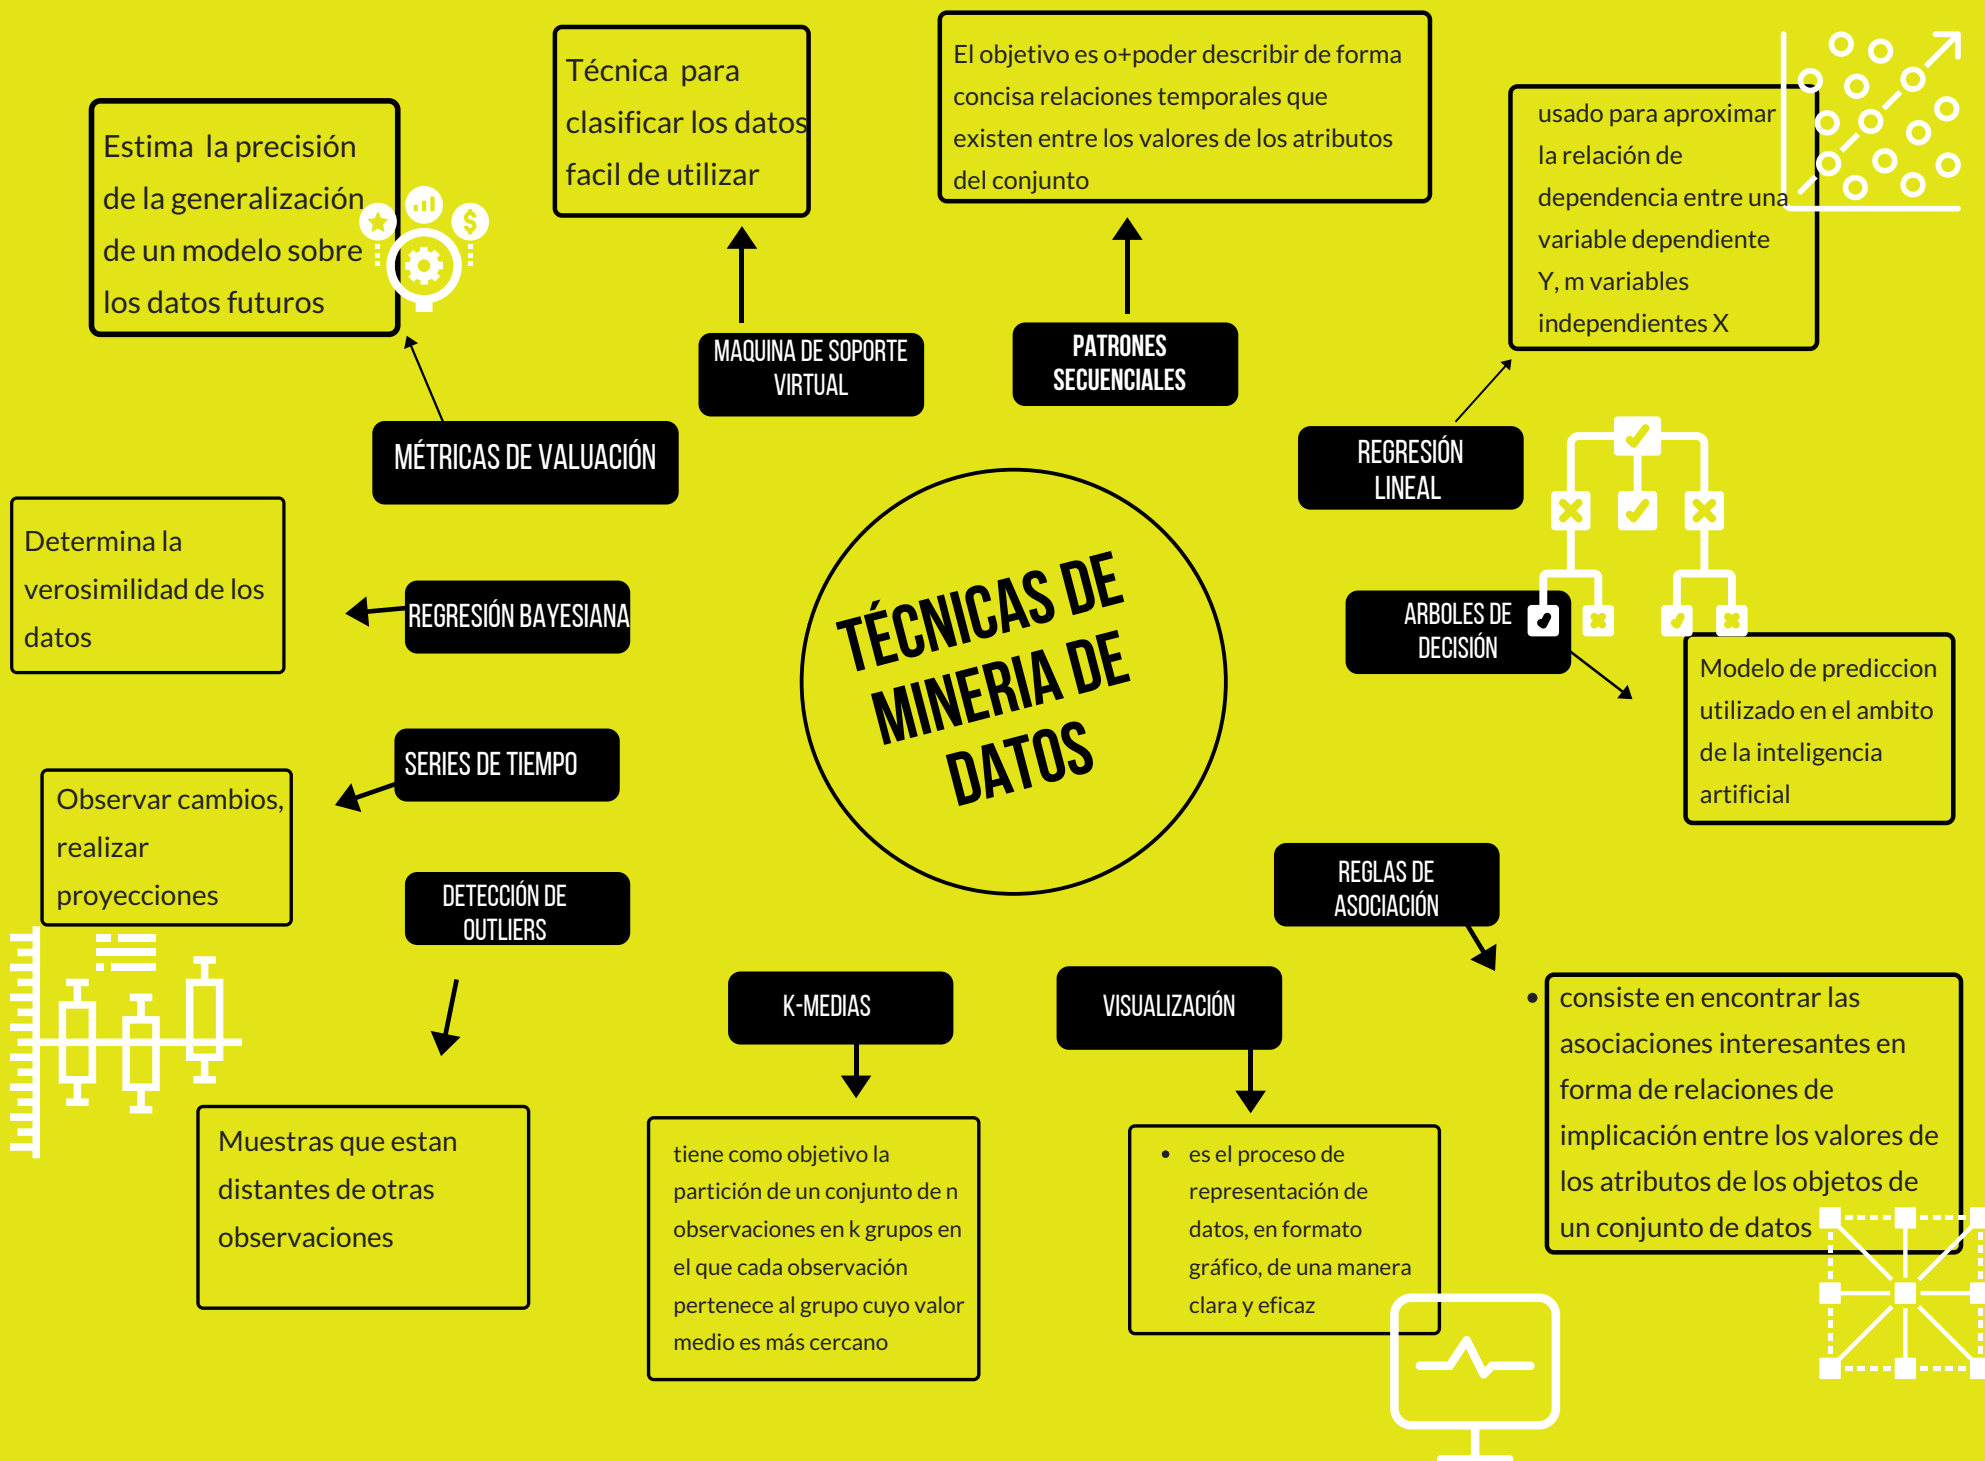 El objetivo es o+poder describir de forma
concisa relaciones temporales que
existen entre los valores de los atributos
del conjunto
Técnica para
clasificar los datos
facil de utilizar
Estima la precisión
de la generalización
de un modelo sobre
los datos futuros
usado para aproximar
la relación de
dependencia entre una
variable dependiente
Y, m variables
independientes X
MAQUINA DE SOPORTE
VIRTUAL
PATRONES
SECUENCIALES
MÉTRICAS DE VALUACIÓN
REGRESIÓN
LINEAL
Determina la
verosimilidad de los
datos
REGRESIÓN BAYESIANA
TÉCNICAS DE
MINERIA DE
DATOS
ARBOLES DE
DECISIÓN
Modelo de prediccion
utilizado en el ambito
de la inteligencia
artificial
SERIES DE TIEMPO
Observar cambios,
realizar
proyecciones
DETECCIÓN DE
OUTLIERS
REGLAS DE
ASOCIACIÓN
K-MEDIAS
VISUALIZACIÓN
• consiste en encontrar las
asociaciones interesantes en
forma de relaciones de
implicación entre los valores de
los atributos de los objetos de
un conjunto de datos
Muestras que estan
distantes de otras
observaciones
tiene como objetivo la
partición de un conjunto de n
observaciones en k grupos en
el que cada observación
pertenece al grupo cuyo valor
medio es más cercano
• es el proceso de
representación de
datos, en formato
gráfico, de una manera
clara y eficaz